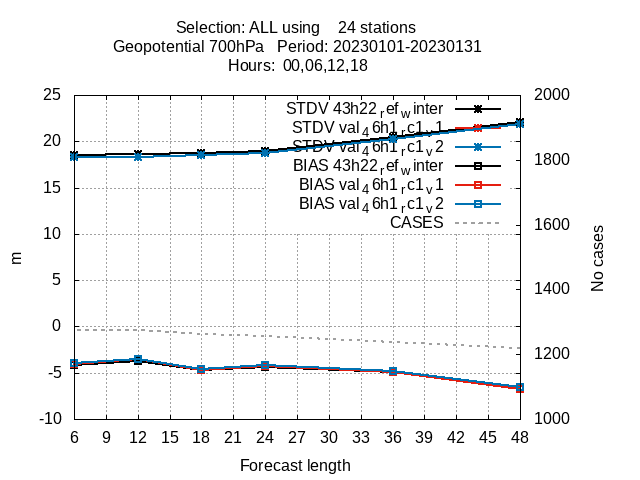 Selection: ALL using    24 stations
Geopotential 700hPa   Period: 20230101-20230131
Hours:  00,06,12,18
STDV 43h22_ref_winter
STDV val_46h1_rc1_v1
STDV val_46h1_rc1_v2
BIAS 43h22_ref_winter
BIAS val_46h1_rc1_v1
BIAS val_46h1_rc1_v2
CASES
25
20
15
10
5
0
-5
-10
m
2000
1800
1600
1400
1200
1000
No cases
6 9 12 15 18 21 24 27 30 33 36 39 42 45 48
Forecast length